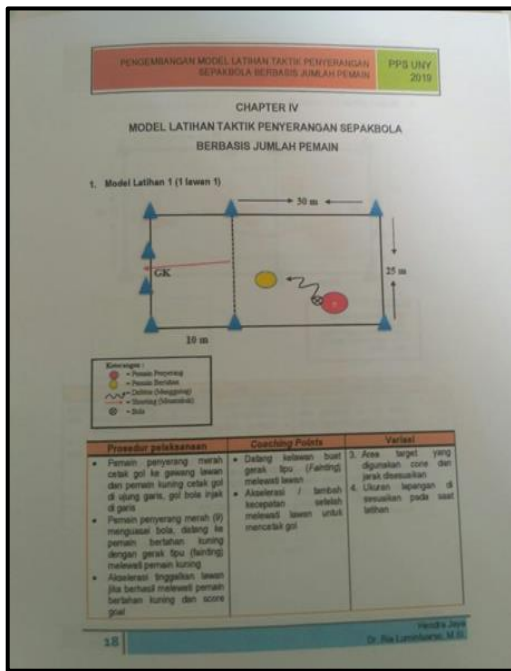 PENGEMBANGAN MODEL LATIHAN TAKTIK PENYERANGAN
SEPAKBOLA BERBASIS JUMLAH PEMAIN
PPS UNY
2019
CHAPTER IV
MODEL LATIHAN TAKTIK PENYERANGAN SEPAKBOLA
BERBASIS JUMLAH PEMAIN
1. Model Latihan 1 (1 lawan 1)
30 m
GK
25 m
10 m
Keterangan :
= Pemain Penyerang
= Pemain Bertahan
= Dribble (Menggiring)
= Shooting (Menembak)
= Bola
Prosedur pelaksanaan
• Pemain penyerang merah
cetak gol ke gawang lawan
dan pemain kuning cetak gol
di ujung garis, gol bola injak
di garis
• Pemain penyerang merah (9)
menguasai bola, datang ke
pemain bertahan kuning
dengan gerak tipu (fainting)
melewati pemain kuning
• Akselerasi tinggalkan lawan
jika berhasil melewati pemain
bertahan kuning dan score
goal
Coaching Points
• Datang kelawan buat
gerak tipu (Fainting)
melewati lawan
• Akselerasi / tambah
kecepatan setelah
melewati lawan untuk
mencetak gol
Variasi
3. Area target yang
digunakan cone dan
jarak disesuaikan
4. Ukuran lapangan di
sesuaikan pada saat
latihan
18
Hendra Jaya
Dr. Ria Lumintuarso, M.Si.